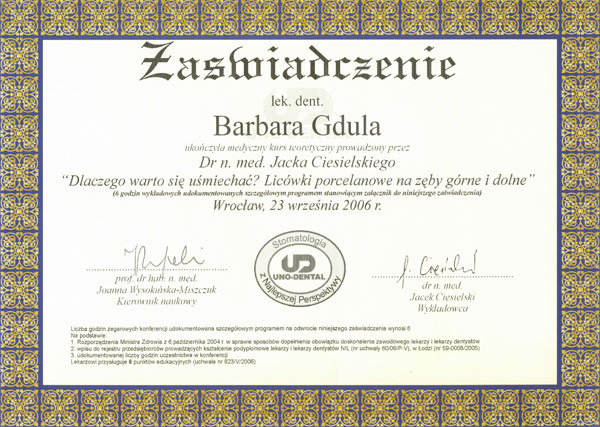 Zaświadczenie
lek. dent.
Barbara Gdula
ukończyła medyczny kurs teoretyczny prowadzony przez
Dr n. med. Jacka Ciesielskiego
“Dlaczego warto się uśmiechać? Licówki porcelanowe na zęby górne i dolne”
(6 godzin wykładowych udokumentowanych szczegółowym programem stanowiącym załącznik do niniejszego zaświadczenia)
Wrocław, 23 września 2006 r.
prof. dr hab. n. med.
Joanna Wysokińska-Miszczuk
Kierownik naukowy
Stomatologia
UNO-DENTAL
z Najlepszej Perspektywy
dr n. med.
Jacek Ciesielski
Wykładowca
Liczba godzin zegarowych konferencji udokumentowana szczegółowym programem na odwrocie niniejszego zaświadczenia wynosi 6
Na podstawie:
1. Rozporządzenia Ministra Zdrowia z 6 października 2004 r. w sprawie sposobów dopełnienia obowiązku doskonalenia zawodowego lekarzy i lekarzy dentystów
2. wpisu do rejestru przedsiębiorców prowadzących kształcenie podyplomowe lekarzy i lekarzy dentystów NIL (nr uchwały 60/06/P-V), w Łodzi (nr 59-0008/2005)
3. udokumentowanej liczby godzin uczestnictwa w konferencji
Lekarzowi przysługuje 6 punktów edukacyjnych (uchwała nr 823/V/2006)